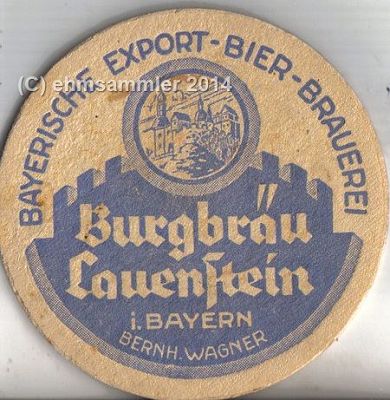 (C) ehmsammler 2014
BAYERISCHE EXPORT-BIER-BRAUEREI
Burgbräu
Lauenstein
i. BAYERN
BERNH. WAGNER